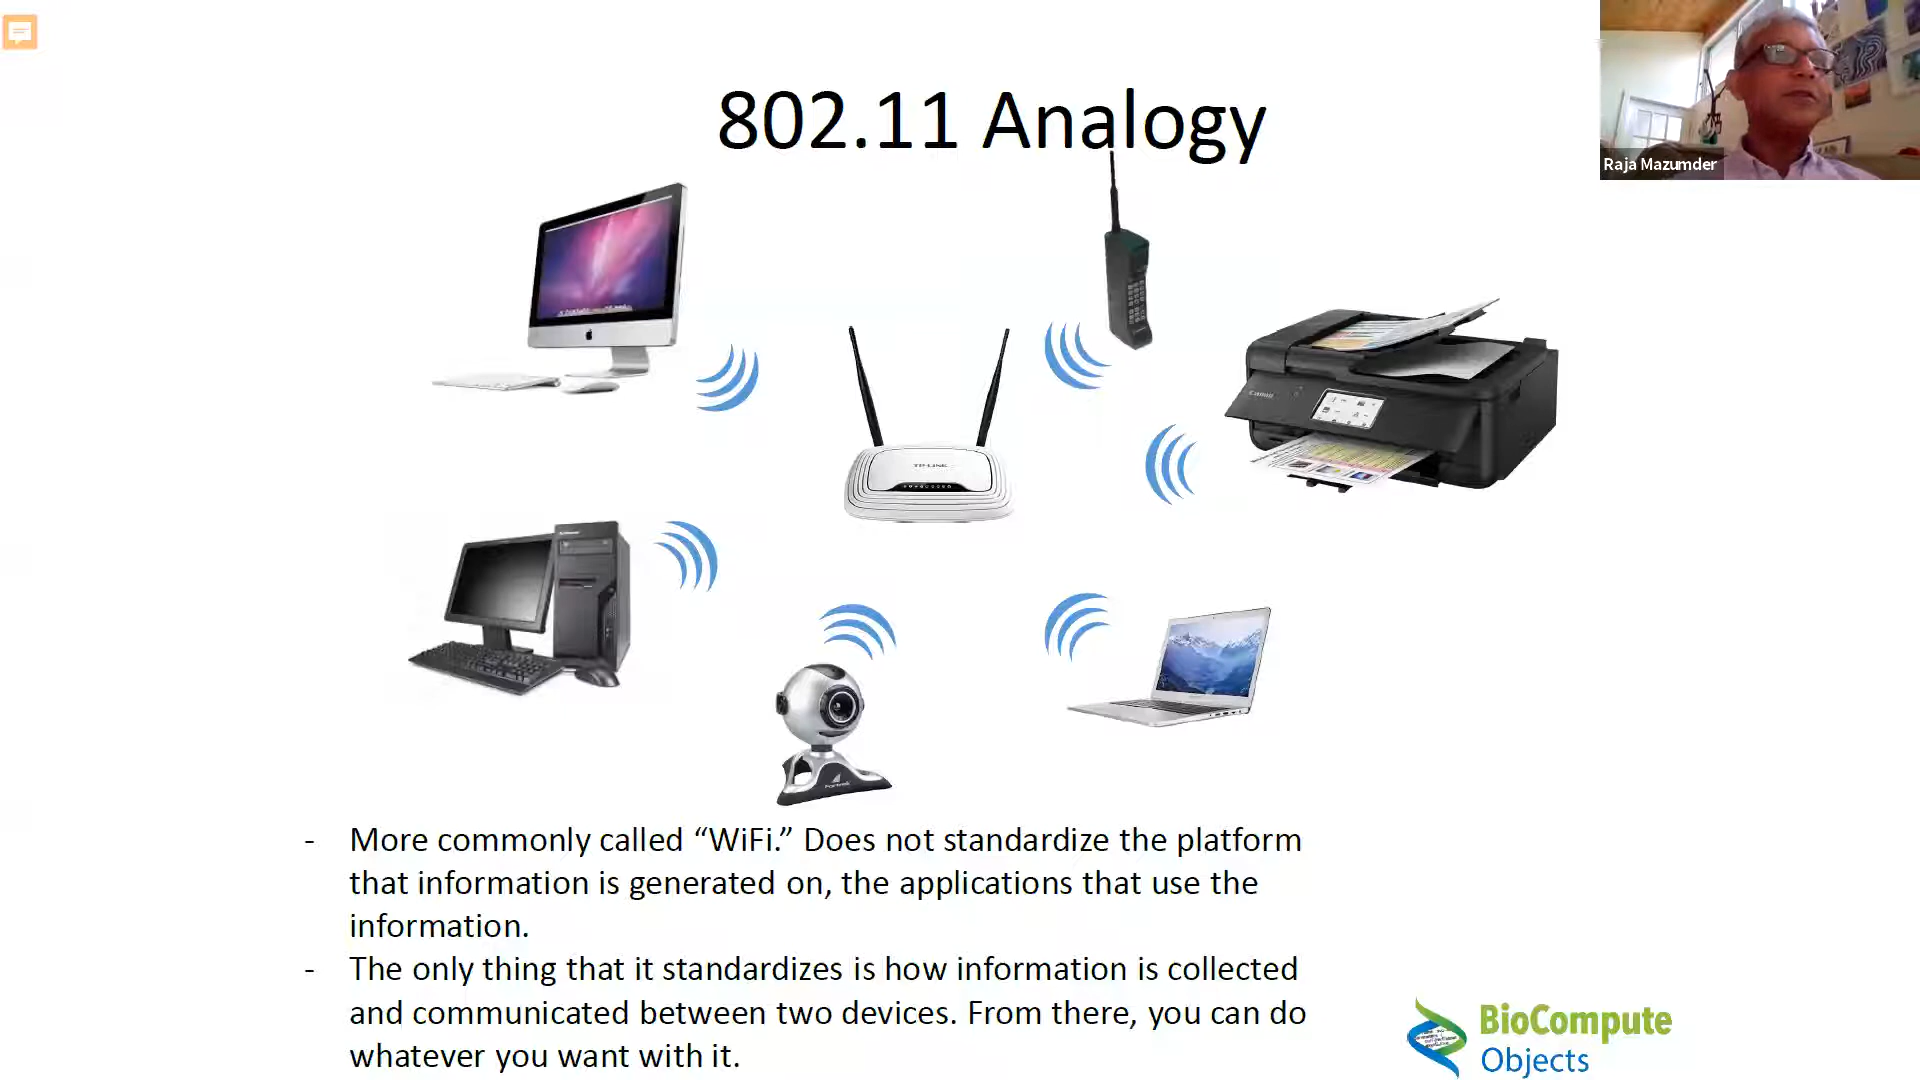 802.11 Analogy
Raja Mazumder
Canon
TP-LINK
- More commonly called “WiFi.” Does not standardize the platform
that information is generated on, the applications that use the
information.
- The only thing that it standardizes is how information is collected
and communicated between two devices. From there, you can do
whatever you want with it.
BioCompute
Objects